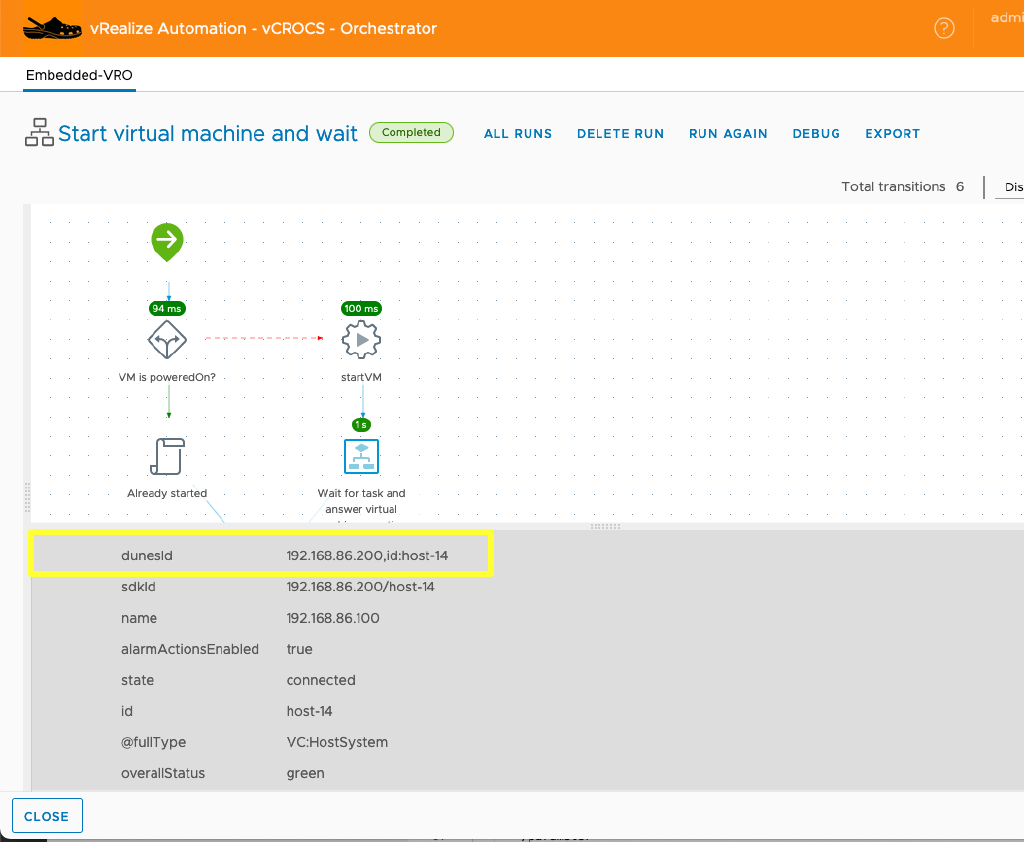 vRealize Automation - vCROCS - Orchestrator
?
Embedded-VRO
Start virtual machine and wait
Completed
ALL RUNS
DELETE RUN
RUN AGAIN
DEBUG
EXPORT
Total transitions 6
94 ms
100 ms
VM is poweredOn?
startVM
1 s
Already started
Wait for task and
answer virtual
dunesId 192.168.86.200,id:host-14
sdkId 192.168.86.200/host-14
name 192.168.86.100
alarmActionsEnabled true
state connected
id host-14
@fullType VC:HostSystem
overallStatus green
CLOSE